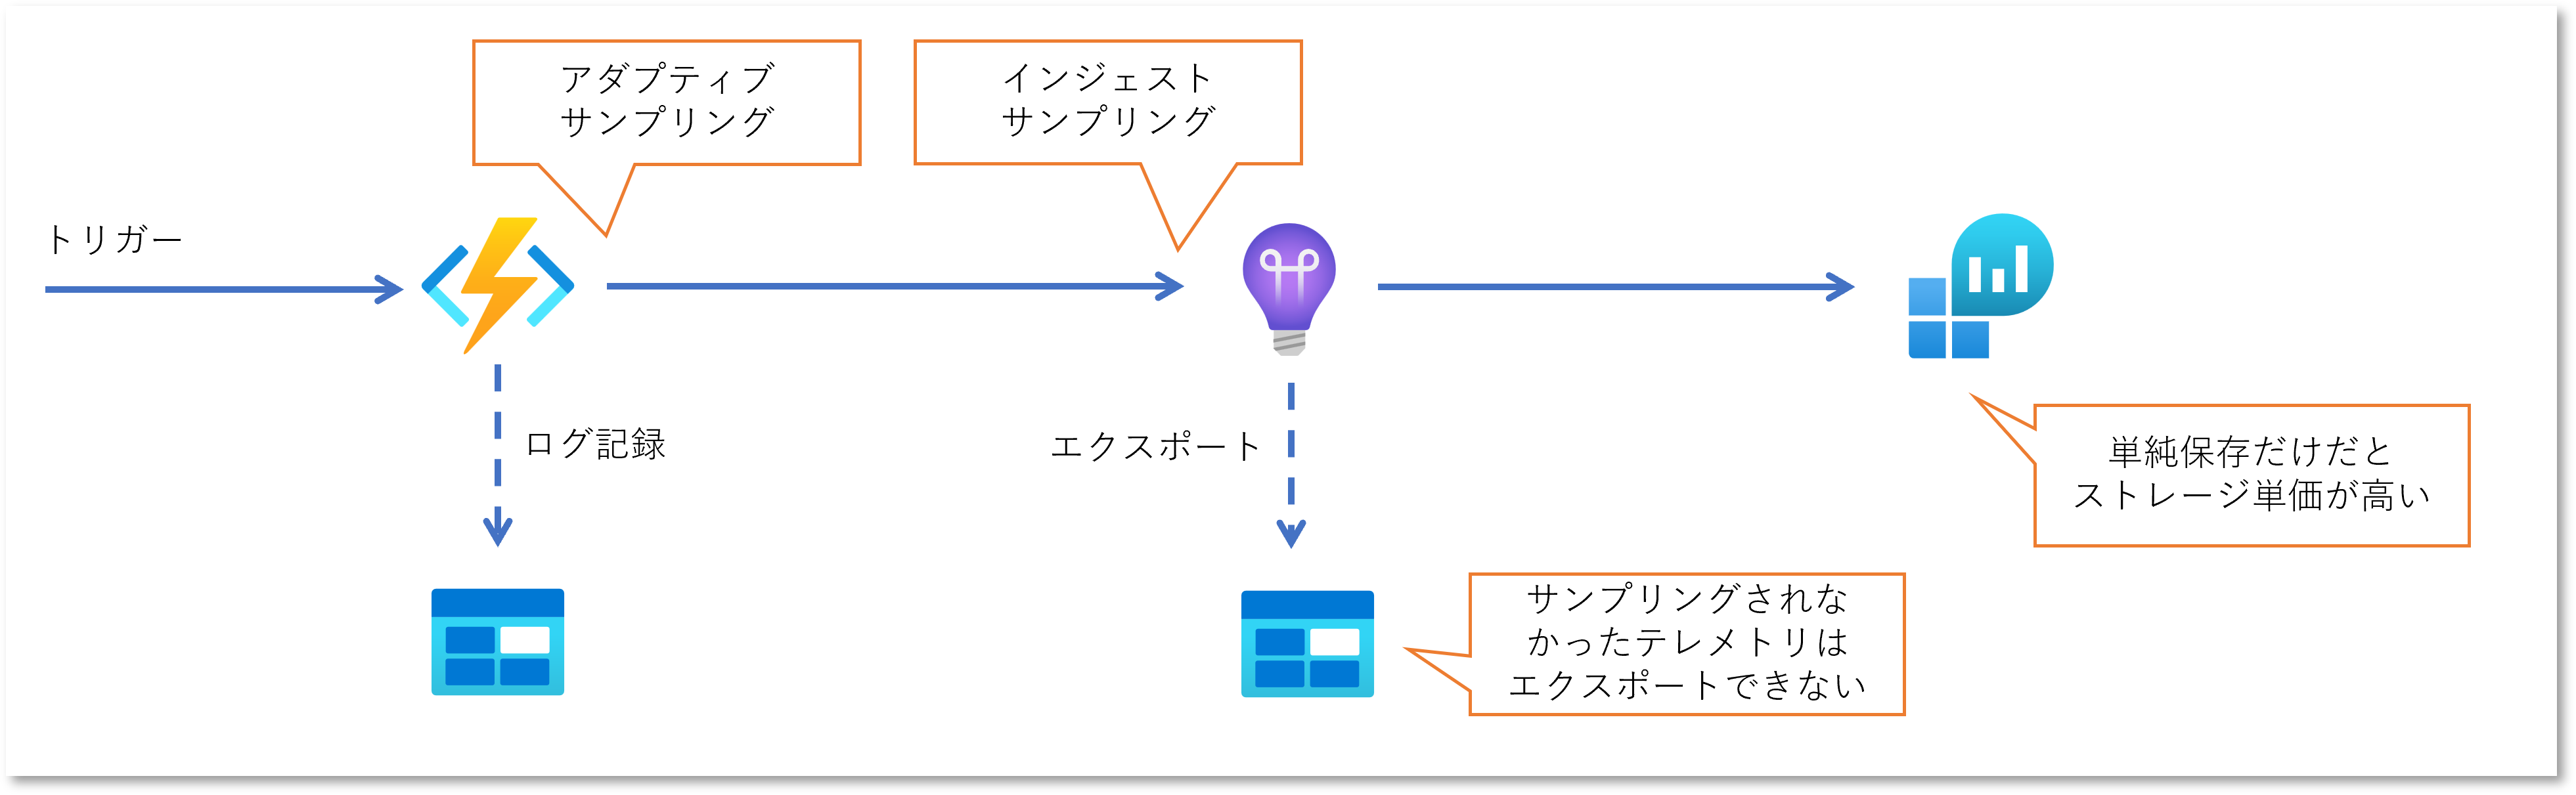 アダプティブ
サンプリング
インジェスト
サンプリング
トリガー
ログ記録
エクスポート
単純保存だけだと
ストレージ単価が高い
サンプリングされな
かったテレメトリは
エクスポートできない